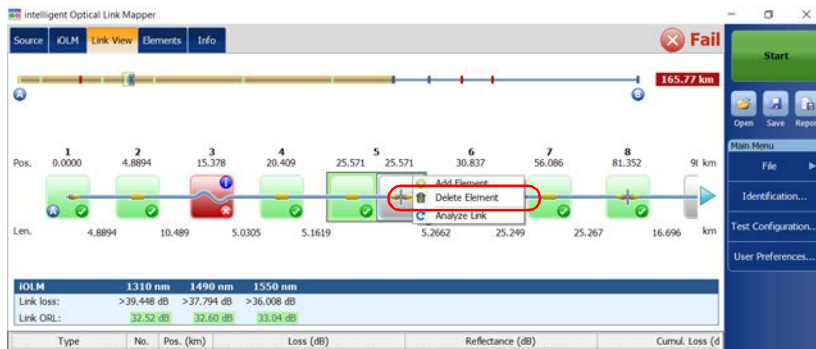 intelligent Optical Link Mapper
Source iOLM Link View Elements Info
Fail
Start
165.77 km
A B
Open Save Repor
Main Menu
1 2 3 4 5 6 7 8
Pos. 0.0000 4.8894 15.378 20.409 25.571 25.571 30.837 56.086 81.352 9( km
File
Add Element
Delete Element
Analyze Link
A
Identification...
Len. 4.8894 10.489 5.0305 5.1619 5.2662 25.249 25.267 16.696 km
Test Configuration...
User Preferences...
iOLM 1310 nm 1490 nm 1550 nm
Link loss: >39.448 dB >37.794 dB >36.008 dB
Link ORL: 32.52 dB 32.60 dB 33.04 dB
Type No. Pos. (km) Loss (dB) Reflectance (dB) Cumul. Loss (d